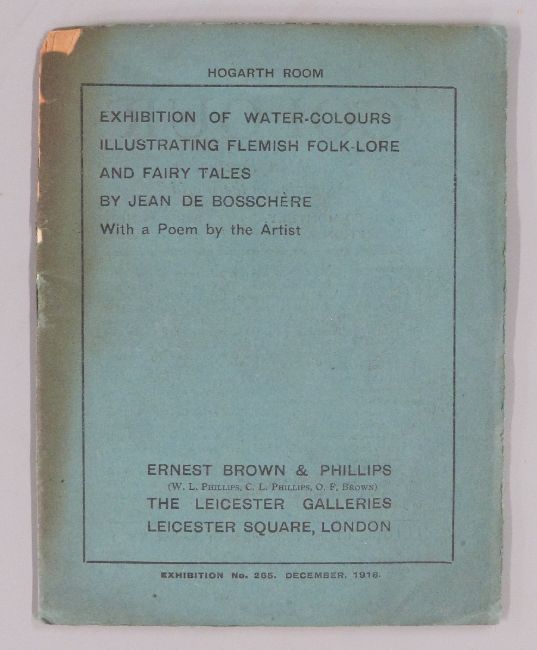 HOGARTH ROOM
EXHIBITION OF WATER-COLOURS
ILLUSTRATING FLEMISH FOLK-LORE
AND FAIRY TALES
BY JEAN DE BOSSCHÈRE
With a Poem by the Artist
ERNEST BROWN & PHILLIPS
(W. L. Phillips, C. L. Phillips, O. F. Brown)
THE LEICESTER GALLERIES
LEICESTER SQUARE, LONDON
EXHIBITION No. 265. DECEMBER, 1918.